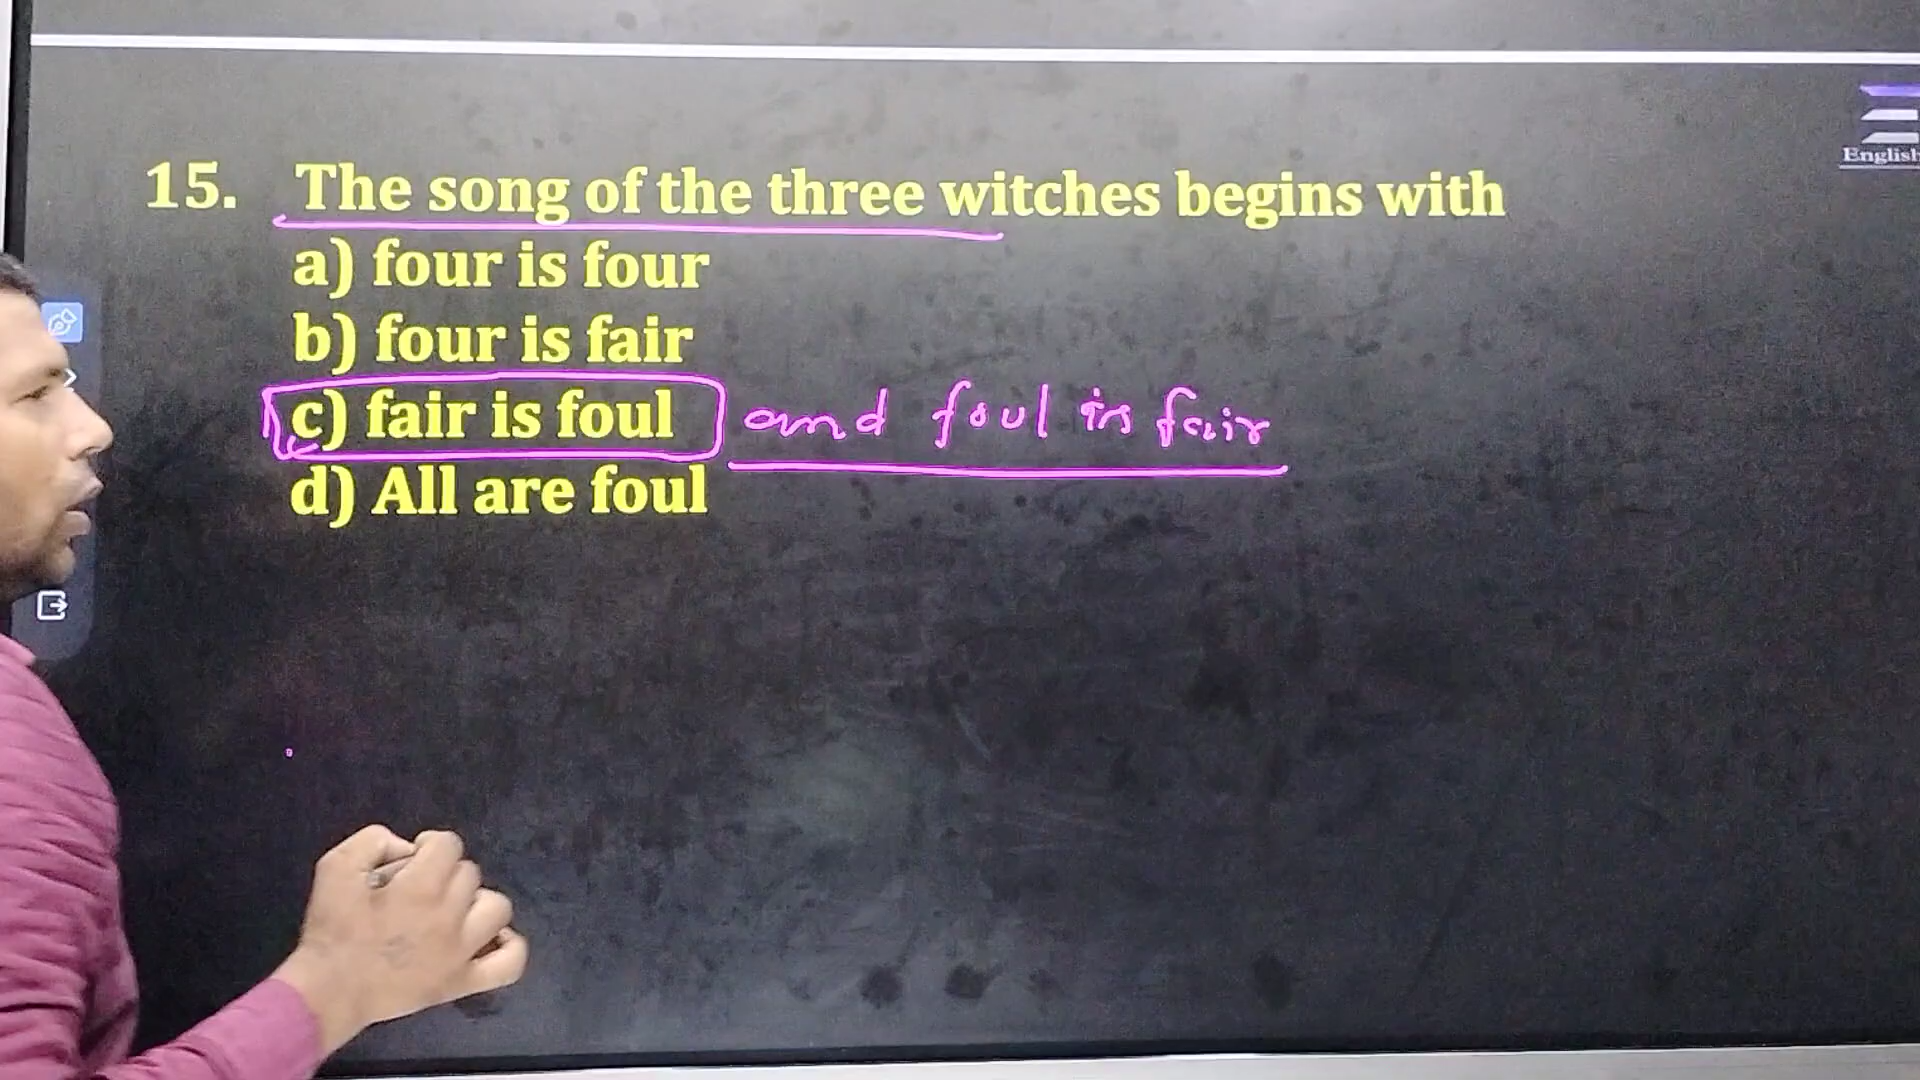 English
15. The song of the three witches begins with
a) four is four
b) four is fair
c) fair is foul and foul is fair
d) All are foul